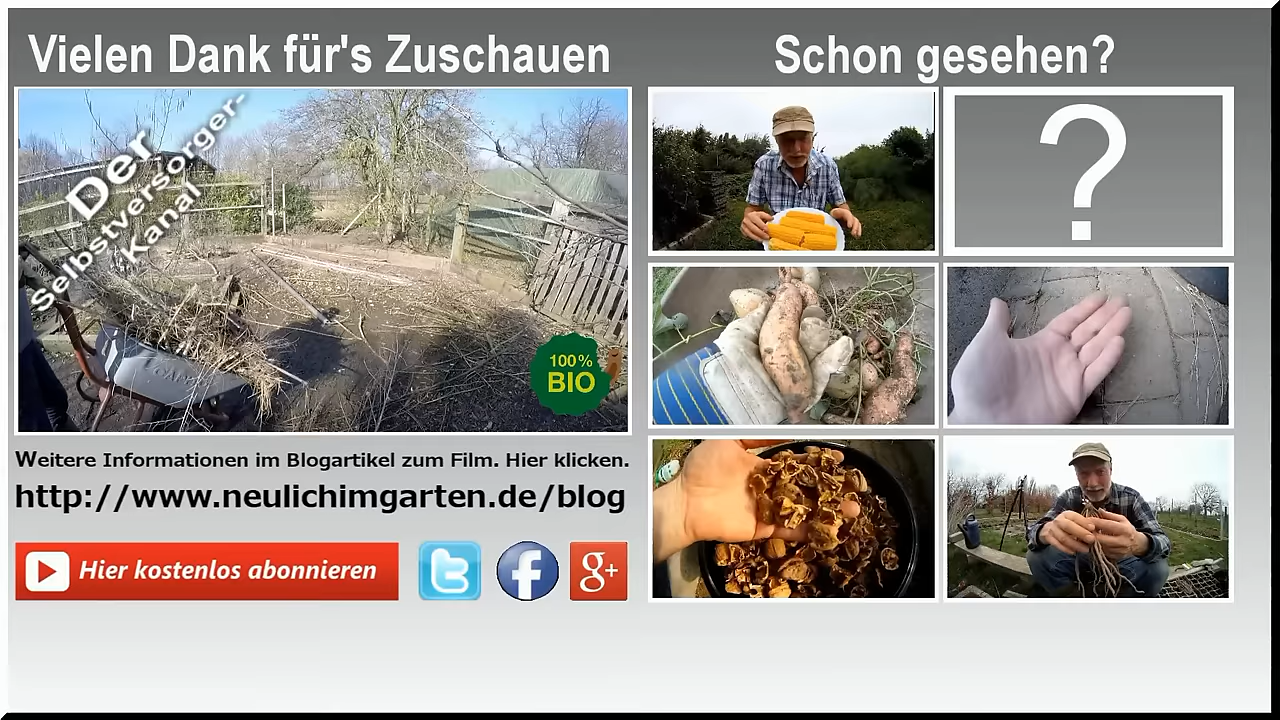 Vielen Dank für's Zuschauen
Schon gesehen?
Der
Selbstversorger-
Kanal
?
100%
BIO
Weitere Informationen im Blogartikel zum Film. Hier klicken.
http://www.neulichimgarten.de/blog
Hier kostenlos abonnieren
t
f
g+